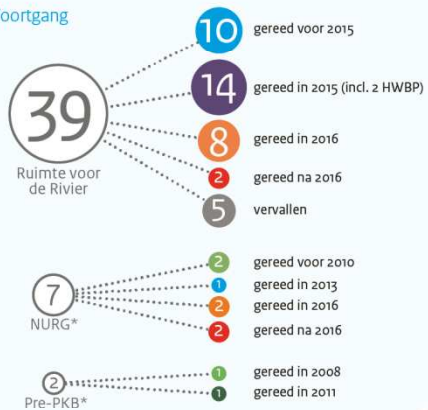 oortgang
39
Ruimte voor
de Rivier
10 gereed voor 2015
14 gereed in 2015 (incl. 2 HWBP)
8 gereed in 2016
2 gereed na 2016
5 vervallen
7
NURG*
2 gereed voor 2010
1 gereed in 2013
2 gereed in 2016
2 gereed na 2016
2
Pre-PKB*
1 gereed in 2008
1 gereed in 2011